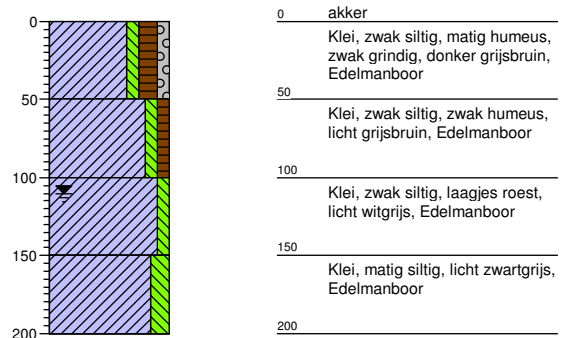 0
50
100
150
200
0 akker
Klei, zwak siltig, matig humeus,
zwak grindig, donker grijsbruin,
Edelmanboor
50
Klei, zwak siltig, zwak humeus,
licht grijsbruin, Edelmanboor
100
Klei, zwak siltig, laagjes roest,
licht witgrijs, Edelmanboor
150
Klei, matig siltig, licht zwartgrijs,
Edelmanboor
200